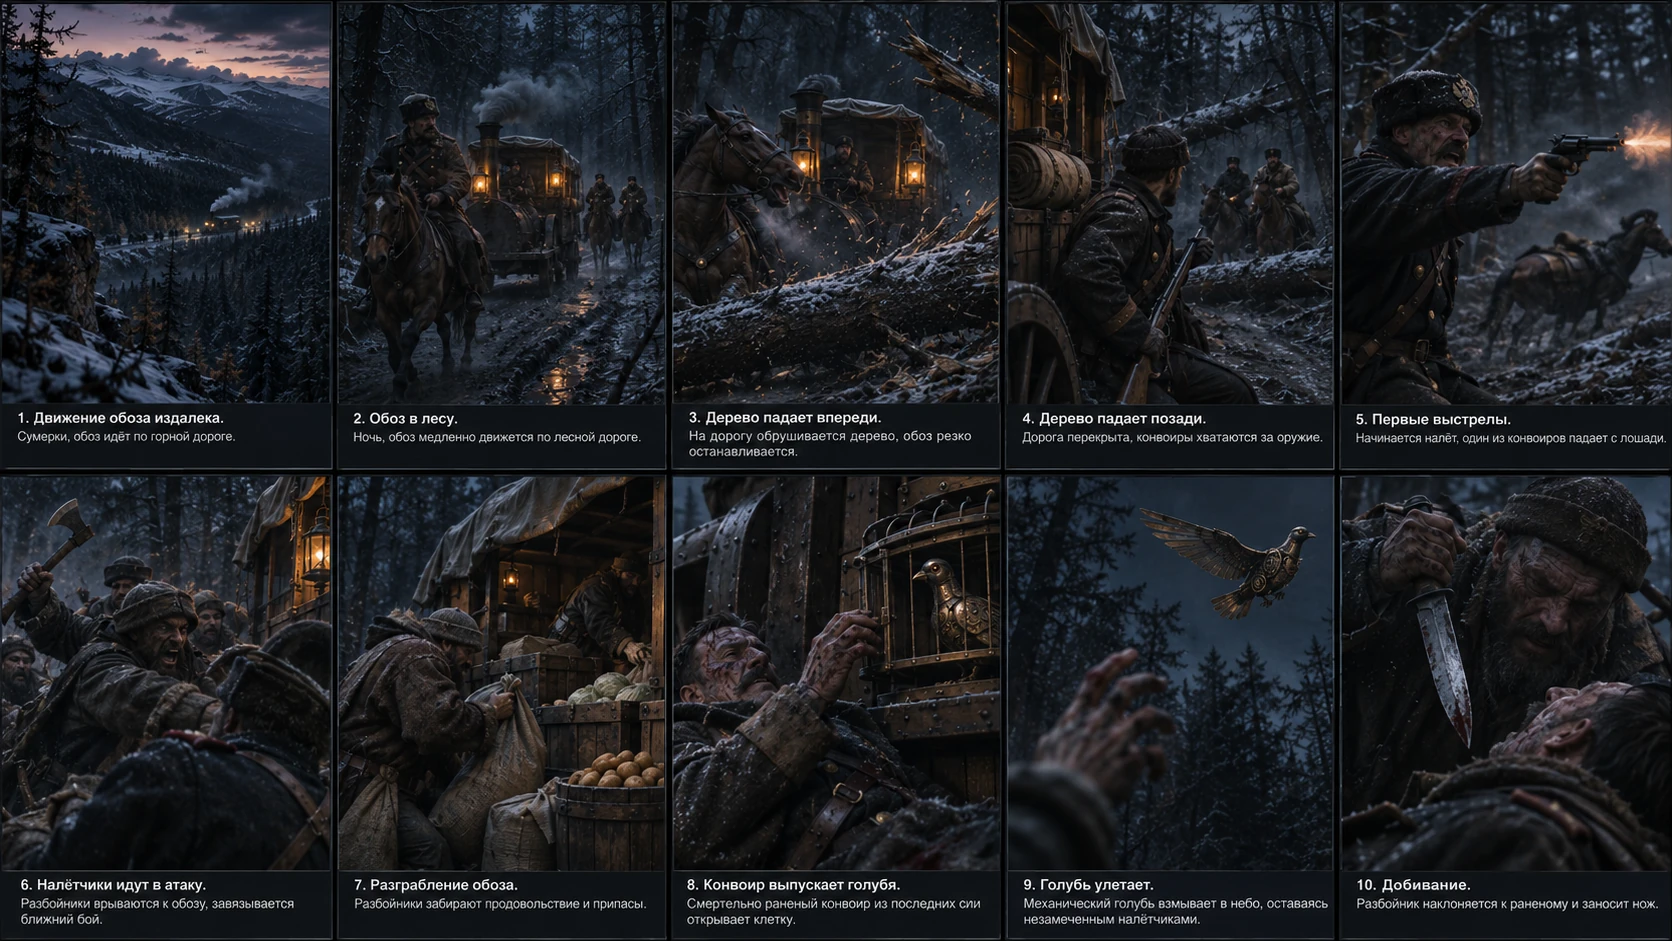 1. Движение обоза издалека.
Сумерки, обоз идёт по горной дороге.
2. Обоз в лесу.
Ночь, обоз медленно движется по лесной дороге.
3. Дерево падает впереди.
На дорогу обрушивается дерево, обоз резко
останавливается.
4. Дерево падает позади.
Дорога перекрыта, конвоиры хватаются за оружие.
5. Первые выстрелы.
Начинается налёт, один из конвоиров падает с лошади.
6. Налётчики идут в атаку.
Разбойники врываются к обозу, завязывается
ближний бой.
7. Разграбление обоза.
Разбойники забирают продовольствие и припасы.
8. Конвоир выпускает голубя.
Смертельно раненый конвоир из последних сии
открывает клетку.
9. Голубь улетает.
Механический голубь взмывает в небо, оставаясь
незамеченным налётчиками.
10. Добивание.
Разбойник наклоняется к раненому и заносит нож.